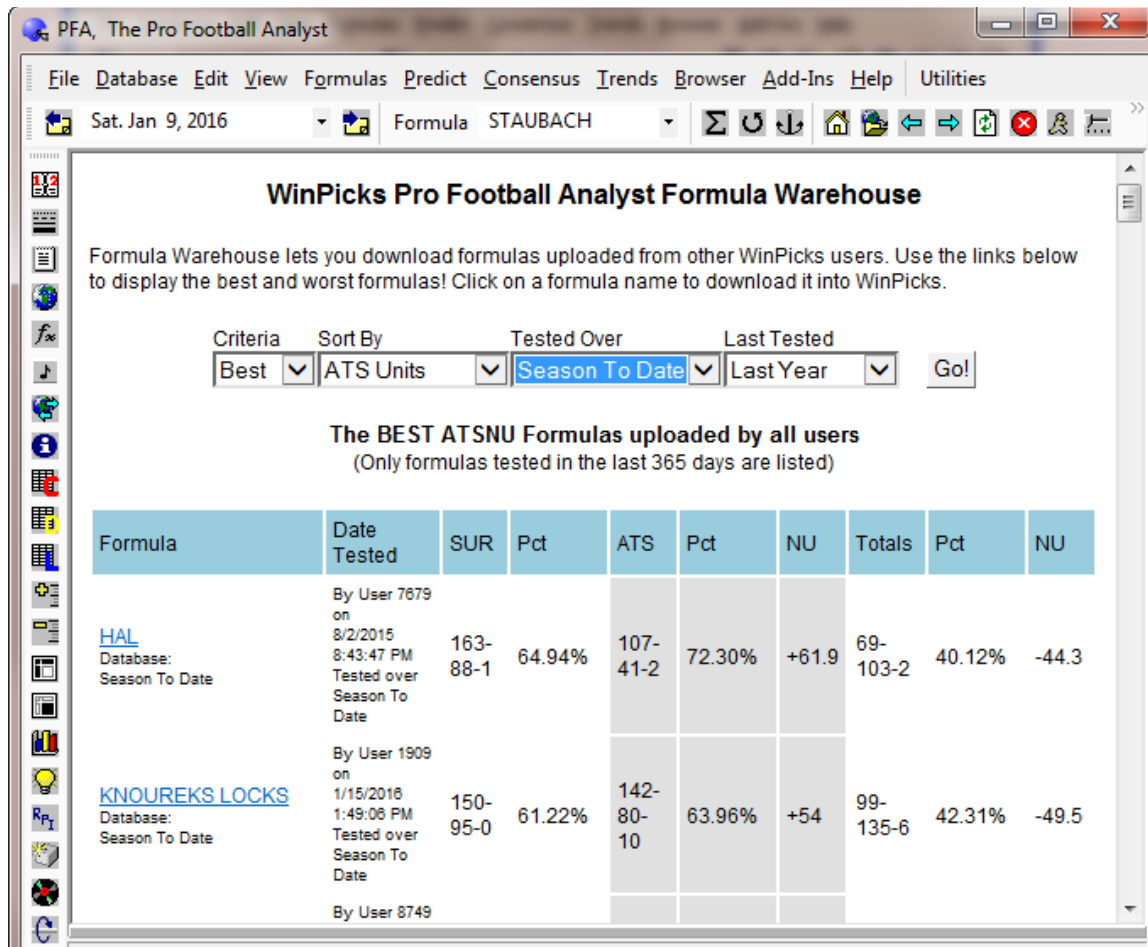 PFA, The Pro Football Analyst
File Database Edit View Formulas Predict Consensus Trends Browser Add-Ins Help Utilities
Sat. Jan 9, 2016 Formula STAUBACH
WinPicks Pro Football Analyst Formula Warehouse
Formula Warehouse lets you download formulas uploaded from other WinPicks users. Use the links below
to display the best and worst formulas! Click on a formula name to download it into WinPicks.
Criteria Sort By Tested Over Last Tested
Best ATS Units Season To Date Last Year Go!
The BEST ATSNU Formulas uploaded by all users
(Only formulas tested in the last 365 days are listed)
Formula Date Tested SUR Pct ATS Pct NU Totals Pct NU
HAL
Database:
Season To Date
By User 7679
on
8/2/2015
8:43:47 PM
Tested over
Season To
Date
163-
88-1
64.94%
107-
41-2
72.30%
+61.9
69-
103-2
40.12%
-44.3
KNOUREKS LOCKS
Database:
Season To Date
By User 1909
on
1/15/2016
1:49:06 PM
Tested over
Season To
Date
150-
95-0
61.22%
142-
80-
10
63.96%
+54
99-
135-6
42.31%
-49.5
By User 8749